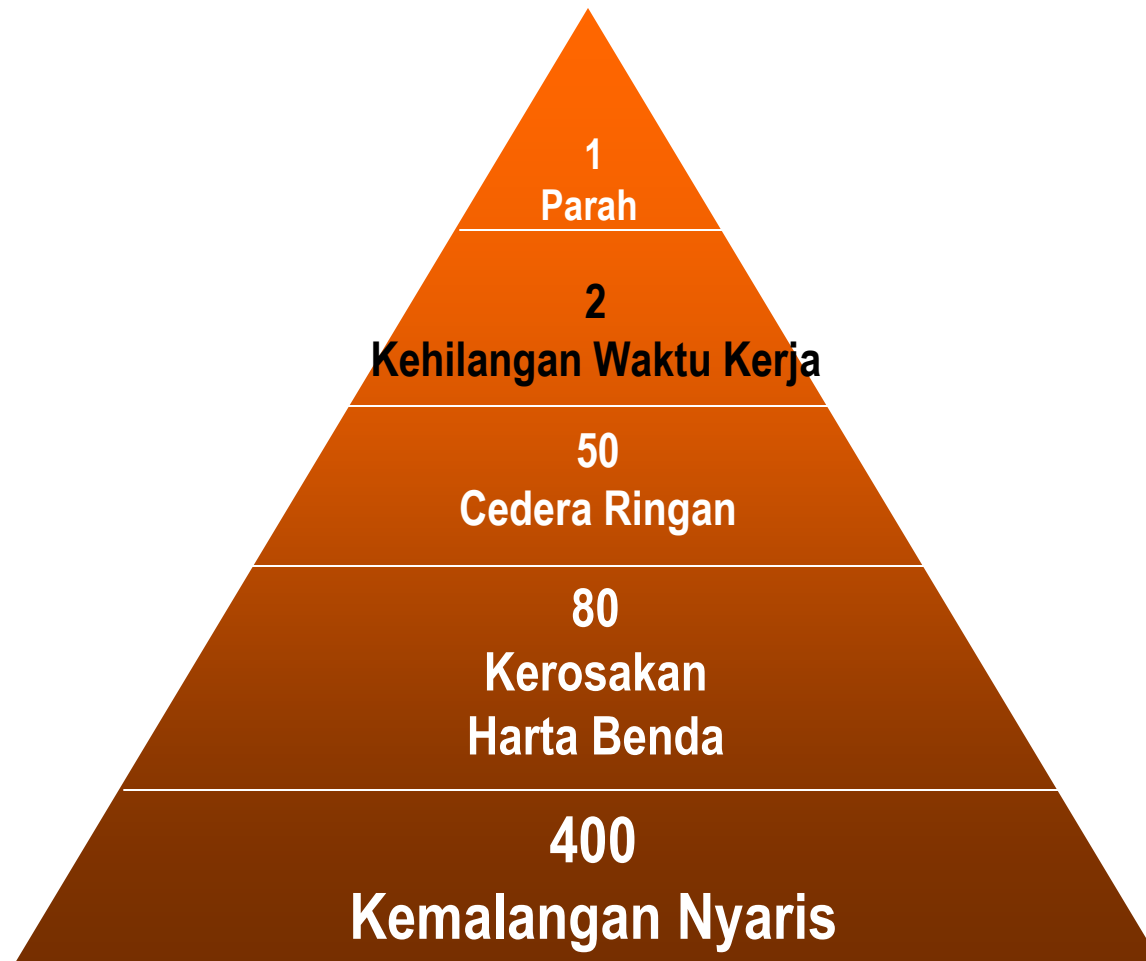 1
Parah
2
Kehilangan Waktu Kerja
50
Cedera Ringan
80
Kerosakan
Harta Benda
400
Kemalangan Nyaris